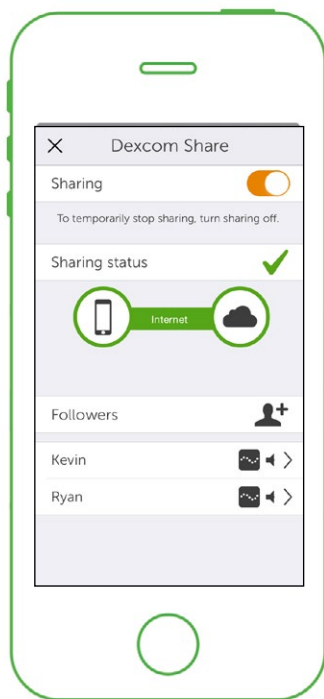 Dexcom Share
Sharing
To temporarily stop sharing, turn sharing off.
Sharing status
Internet
Followers
Kevin
Ryan